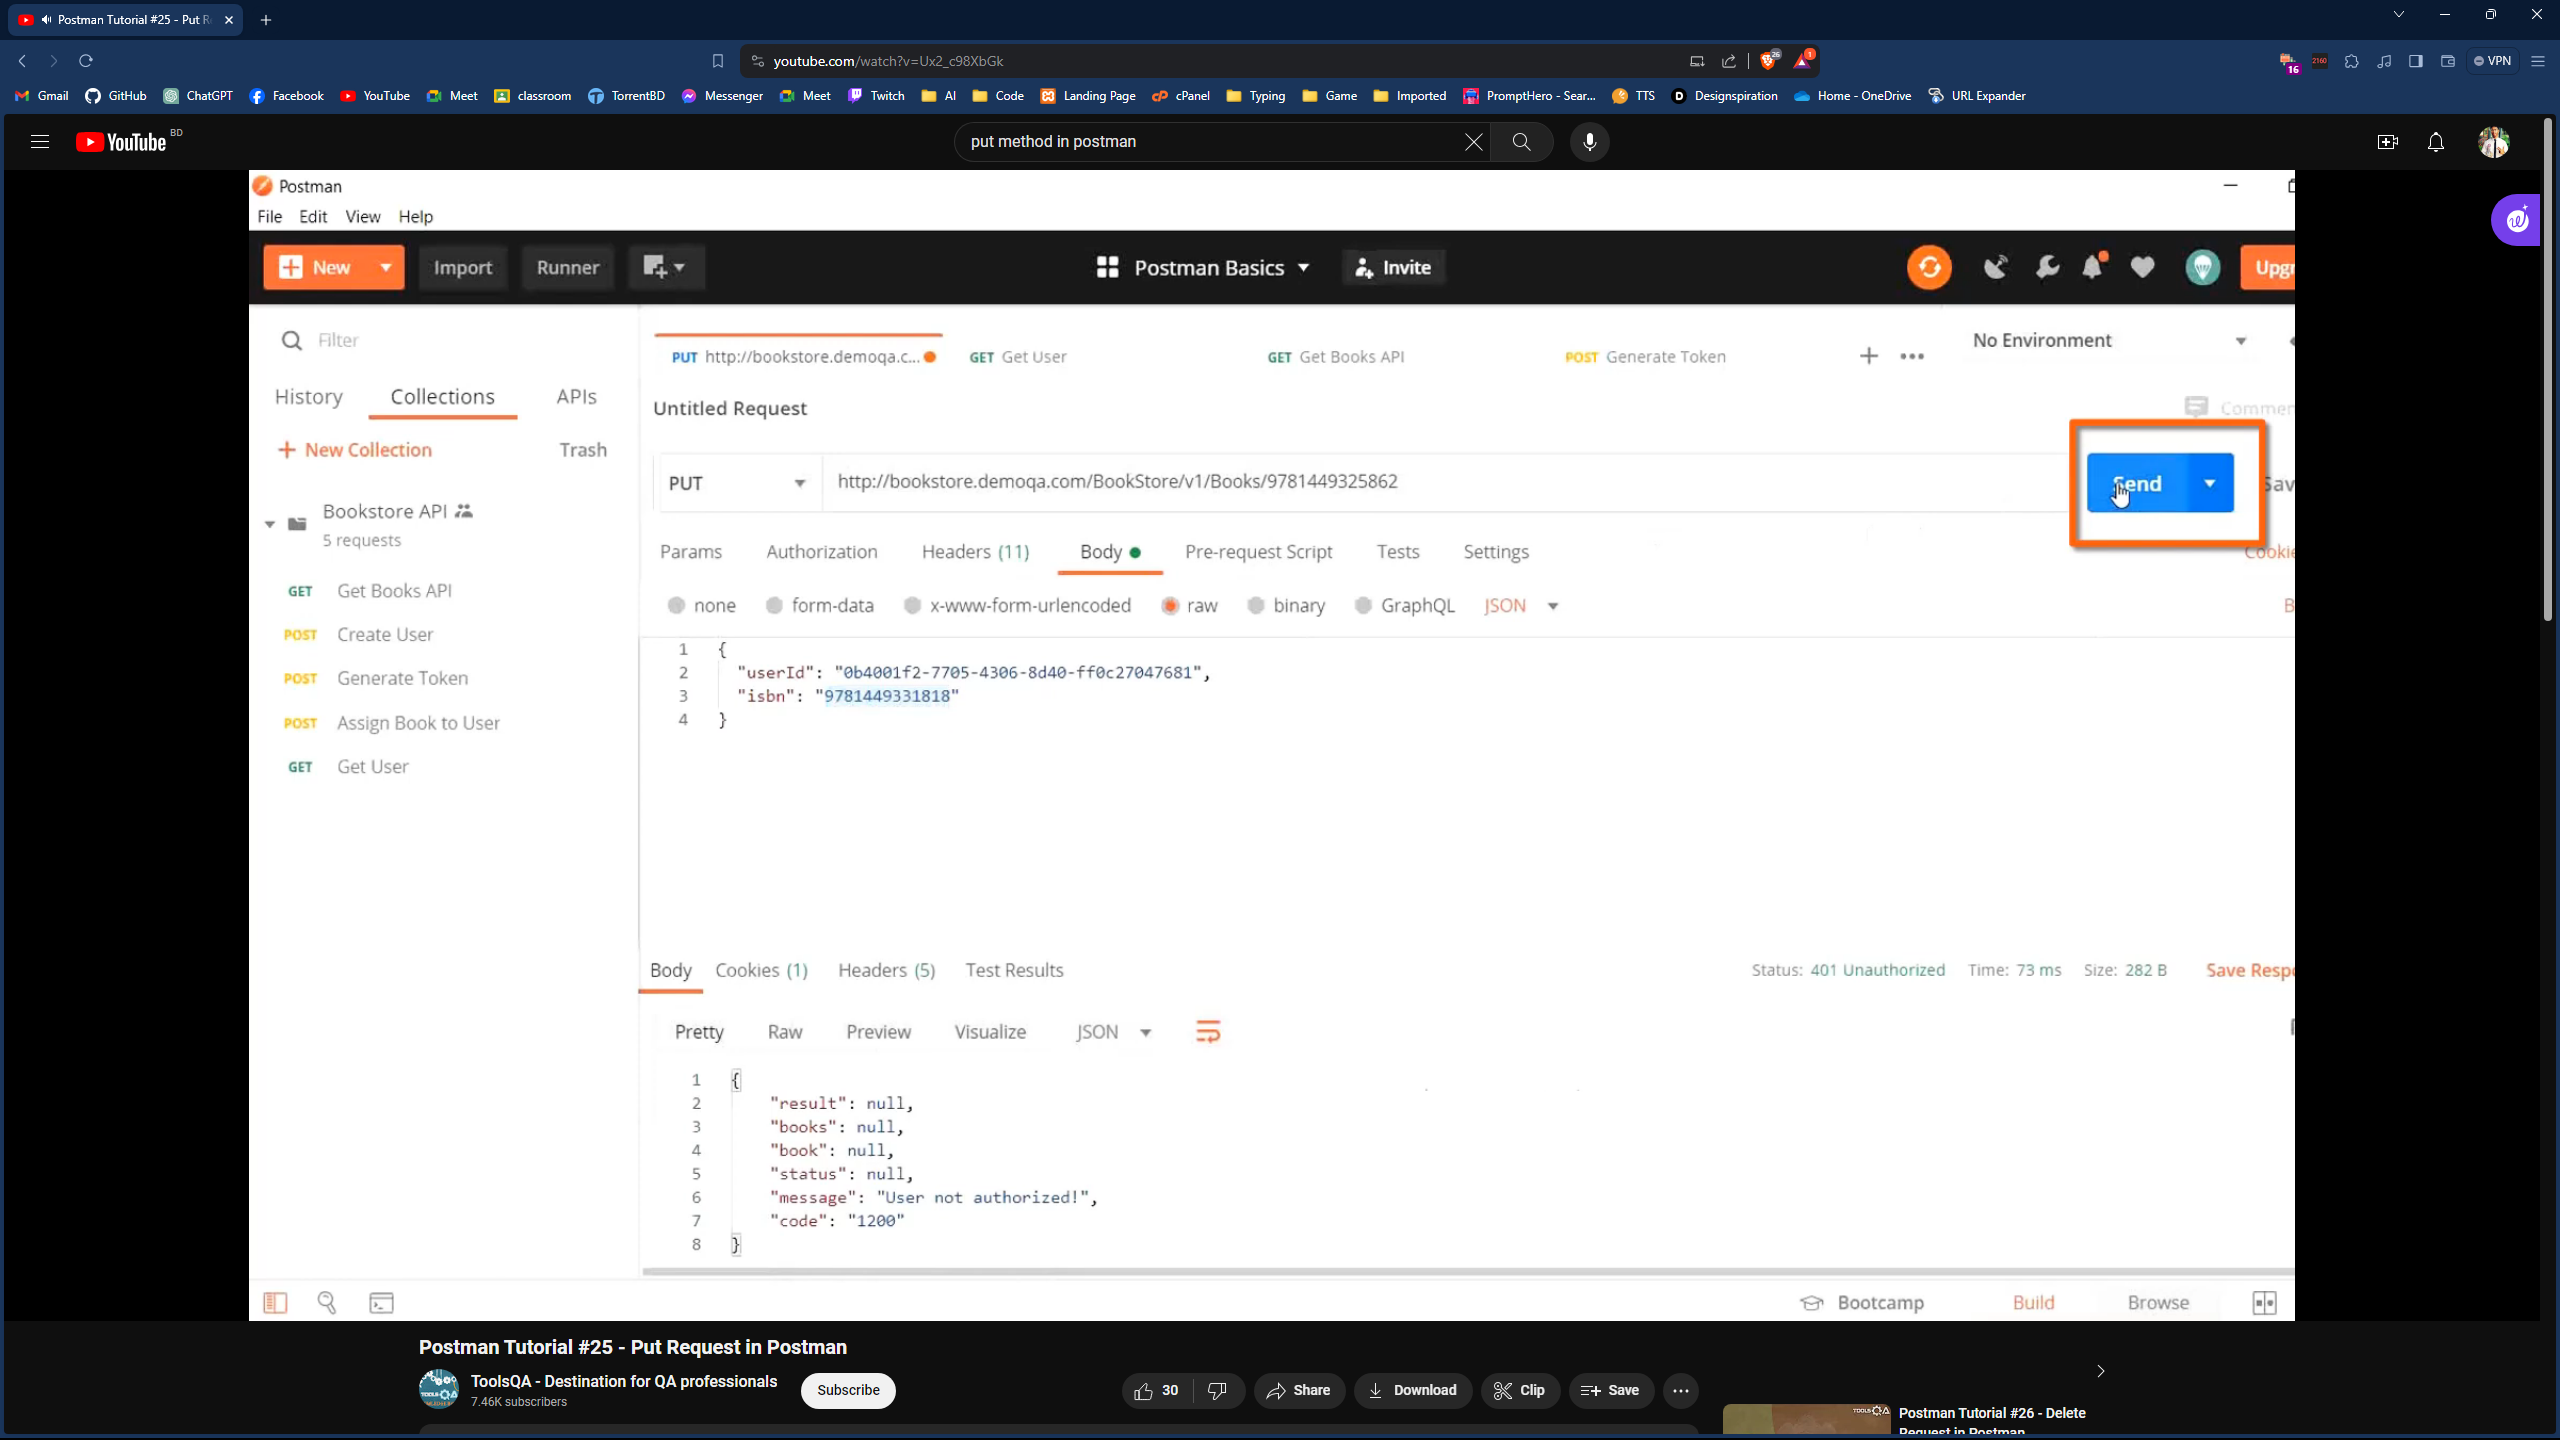 Postman Tutorial #25 - Put R
youtube.com/watch?v=Ux2_c98XbGk
26
1
16
2160
VPN
Gmail GitHub ChatGPT Facebook YouTube Meet classroom TorrentBD Messenger Meet Twitch AI Code Landing Page cPanel Typing Game Imported PromptHero - Sear... TTS Designspiration Home - OneDrive URL Expander
YouTube BD
put method in postman
Postman
File Edit View Help
New Import Runner Postman Basics Invite Upgr
Filter
PUT http://bookstore.demoqa.c... GET Get User GET Get Books API POST Generate Token No Environment
History Collections APIs
Untitled Request Commen
New Collection Trash
PUT http://bookstore.demoqa.com/BookStore/v1/Books/9781449325862 Send Sav
Bookstore API
5 requests
Params Authorization Headers (11) Body Pre-request Script Tests Settings Cookie
none form-data x-www-form-urlencoded raw binary GraphQL JSON B
GET Get Books API
POST Create User
POST Generate Token
POST Assign Book to User
GET Get User
1 {
2 "userId": "0b4001f2-7705-4306-8d40-ff0c27047681",
3 "isbn": "9781449331818"
4 }
Body Cookies (1) Headers (5) Test Results Status: 401 Unauthorized Time: 73 ms Size: 282 B Save Respo
Pretty Raw Preview Visualize JSON
1 {
2 "result": null,
3 "books": null,
4 "book": null,
5 "status": null,
6 "message": "User not authorized!",
7 "code": "1200"
8 }
Bootcamp Build Browse
Postman Tutorial #25 - Put Request in Postman
ToolsQA - Destination for QA professionals
7.46K subscribers
Subscribe
30 Share Download Clip Save
TOOLSQA
Postman Tutorial #26 - Delete
Request in Postman